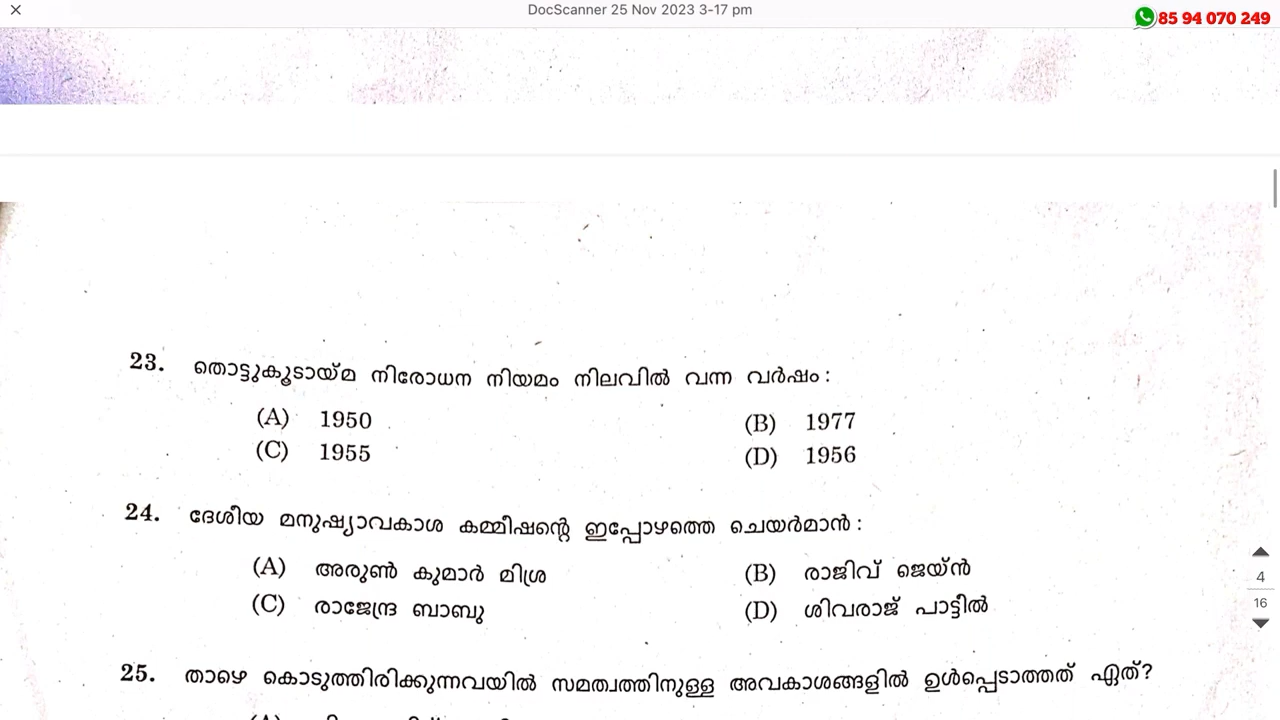 DocScanner 25 Nov 2023 3-17 pm
85 94 070 249
23. തൊട്ടുകൂടായ്മ നിരോധന നിയമം നിലവിൽ വന്ന വർഷം :
(A) 1950 (B) 1977
(C) 1955 (D) 1956
24. ദേശീയ മനുഷ്യാവകാശ കമ്മീഷന്റെ ഇപ്പോഴത്തെ ചെയർമാൻ :
(A) അരുൺ കുമാർ മിശ്ര (B) രാജിവ് ജെയ്ൻ
(C) രാജേന്ദ്ര ബാബു (D) ശിവരാജ് പാട്ടീൽ
4
16
25. താഴെ കൊടുത്തിരിക്കുന്നവയിൽ സമത്വത്തിനുള്ള അവകാശങ്ങളിൽ ഉൾപ്പെടാത്തത് ഏത്?